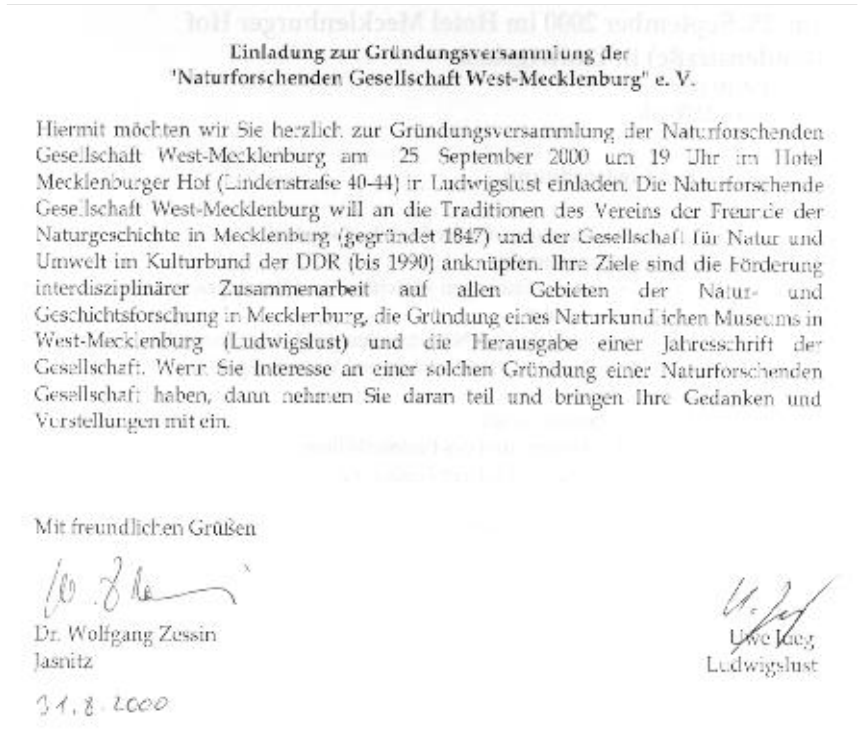 Einladung zur Gründungsversammlung der
"Naturforschenden Gesellschaft West-Mecklenburg" e. V.
Hiermit möchten wir Sie herzlich zur Gründungsversammlung der Naturforschenden
Gesellschaft West-Mecklenburg am 25 September 2000 um 19 Uhr im Hotel
Mecklenburger Hof (Lindenstraße 40-44) in Ludwigslust einladen. Die Naturforschende
Gesellschaft West-Mecklenburg will an die Traditionen des Vereins der Freunde der
Naturgeschichte in Mecklenburg (gegründet 1847) und der Gesellschaft für Natur und
Umwelt im Kulturbund der DDR (bis 1990) anknüpfen. Ihre Ziele sind die Förderung
interdisziplinärer Zusammenarbeit auf allen Gebieten der Natur- und
Geschichtsforschung in Mecklenburg, die Gründung eines Naturkundlichen Museums in
West-Mecklenburg (Ludwigslust) und die Herausgabe einer Jahresschrift der
Gesellschaft. Wenn Sie Interesse an einer solchen Gründung einer Naturforschenden
Gesellschaft haben, dann nehmen Sie daran teil und bringen Ihre Gedanken und
Vorstellungen mit ein.
Mit freundlichen Grüßen
Dr. Wolfgang Zessin
Jasnitz
Uwe Jueg
Ludwigslust
31.8.2000